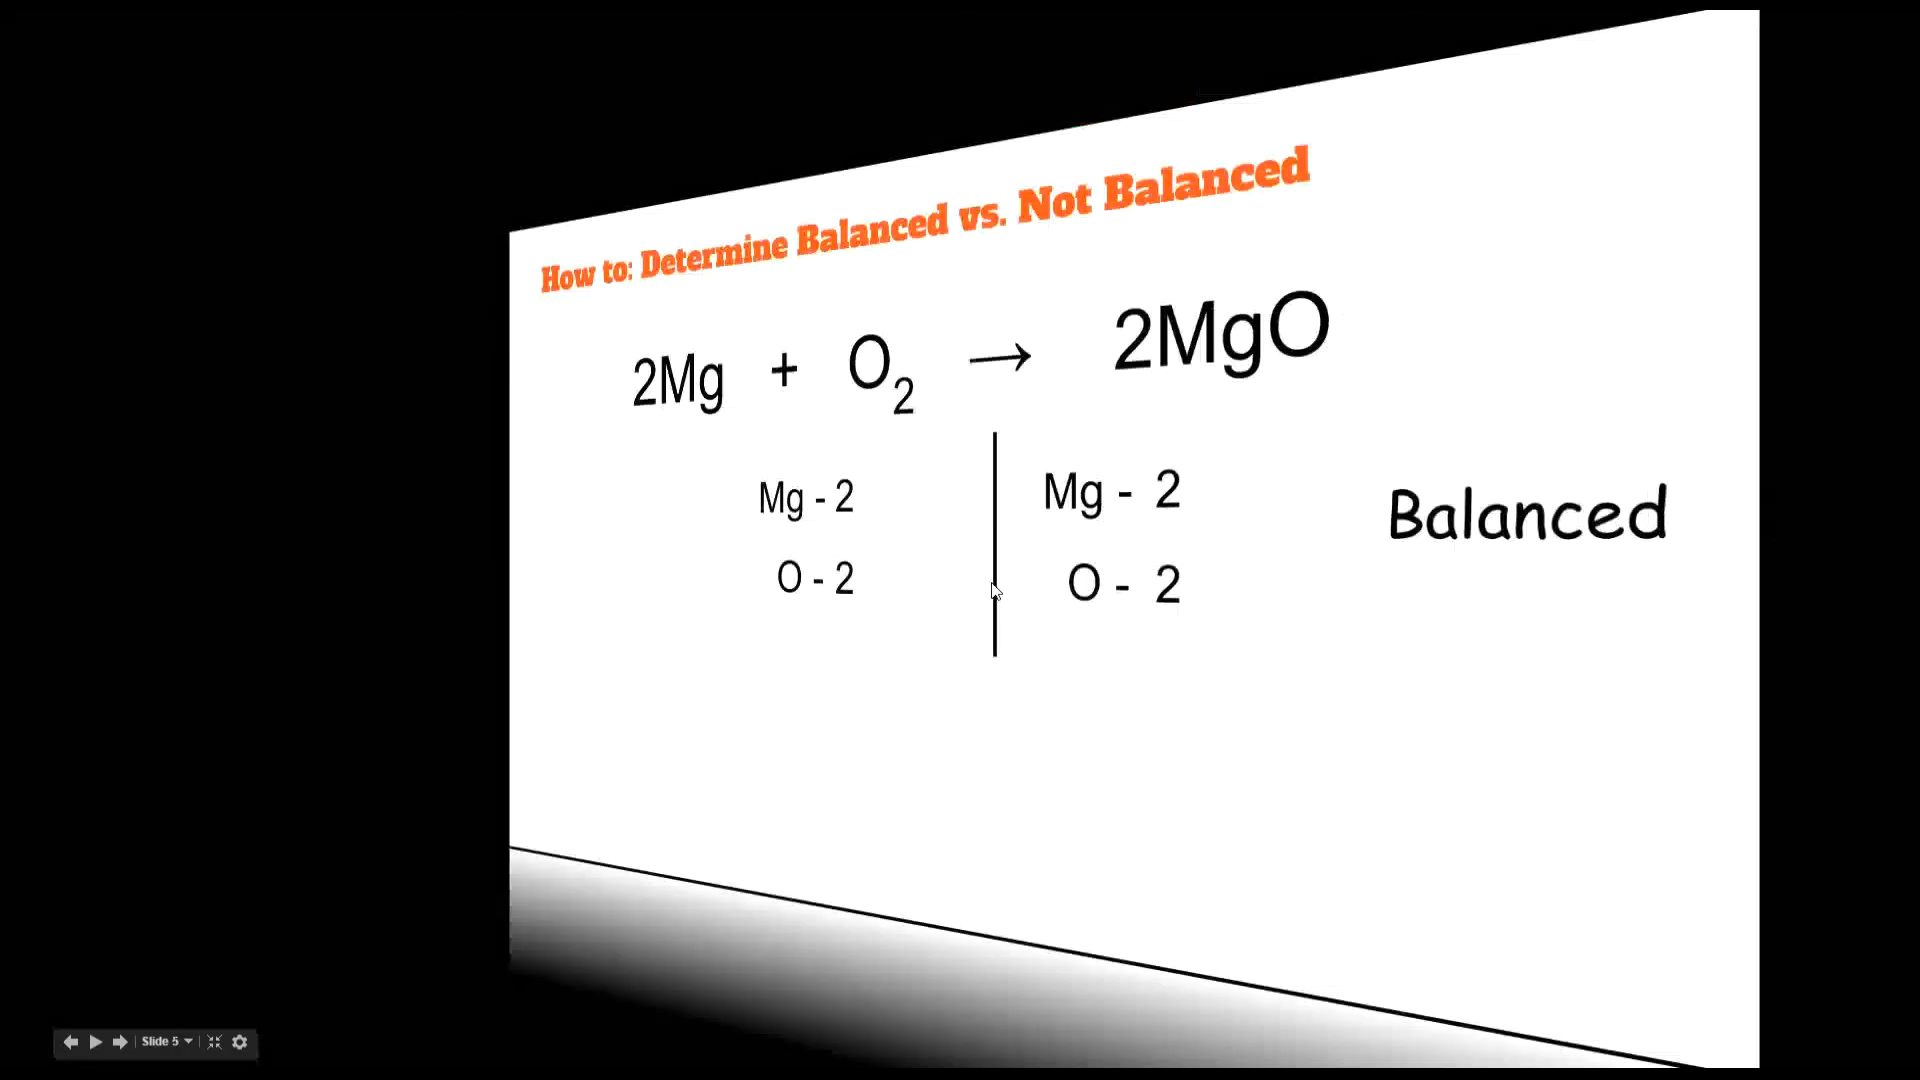 How to: Determine Balanced vs. Not Balanced
2Mg + O₂ → 2MgO
Mg - 2 Mg - 2
Balanced
O - 2 O - 2
Slide 5